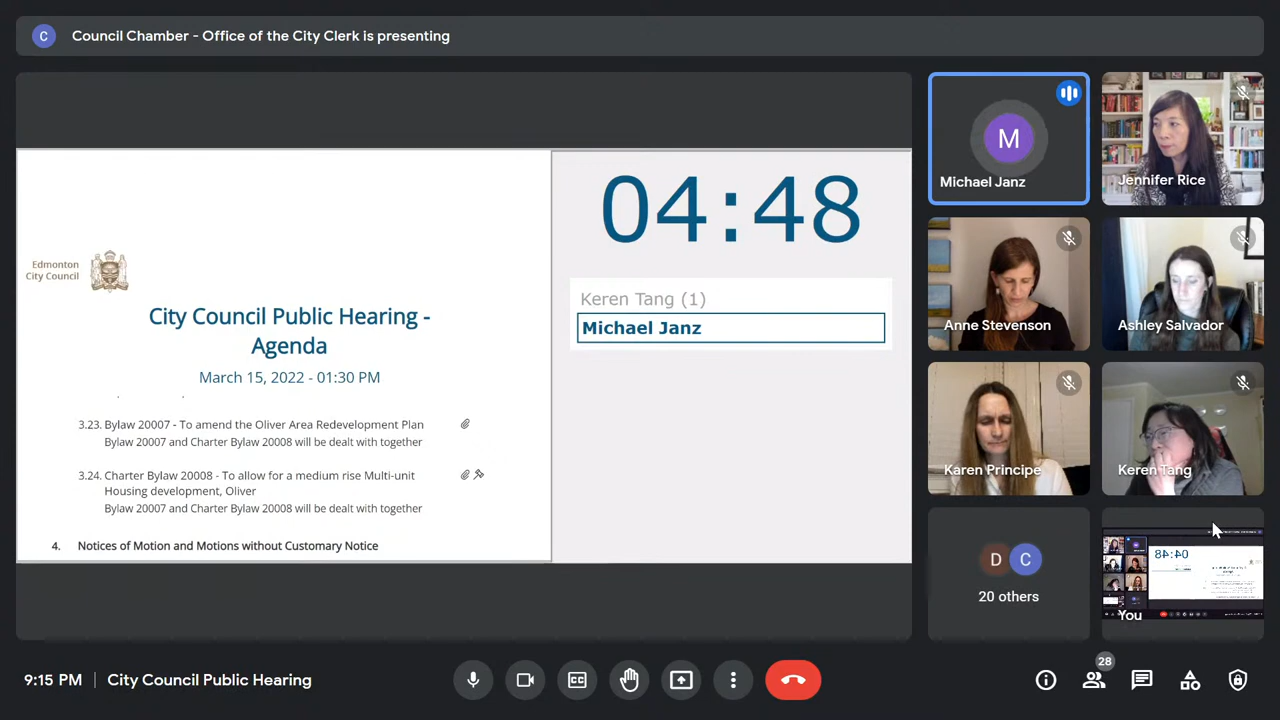 C
Council Chamber - Office of the City Clerk is presenting
Edmonton
City Council
City Council Public Hearing -
Agenda
March 15, 2022 - 01:30 PM
3.23. Bylaw 20007 - To amend the Oliver Area Redevelopment Plan
Bylaw 20007 and Charter Bylaw 20008 will be dealt with together
3.24. Charter Bylaw 20008 - To allow for a medium rise Multi-unit
Housing development, Oliver
Bylaw 20007 and Charter Bylaw 20008 will be dealt with together
4. Notices of Motion and Motions without Customary Notice
04:48
Keren Tang (1)
Michael Janz
M
Michael Janz
Jennifer Rice
Anne Stevenson
Ashley Salvador
Karen Principe
Keren Tang
D C
20 others
04:48
You
9:15 PM | City Council Public Hearing
CC
28